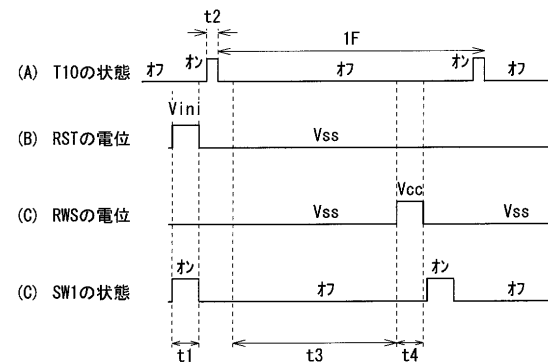 t2
1F
(A) T10の状態 オフ オン オフ オン オフ
Vini
(B) RSTの電位 Vss
Vcc
(C) RWSの電位 Vss Vss
オン オン
(C) SW1の状態 オフ オフ
t1 t3 t4